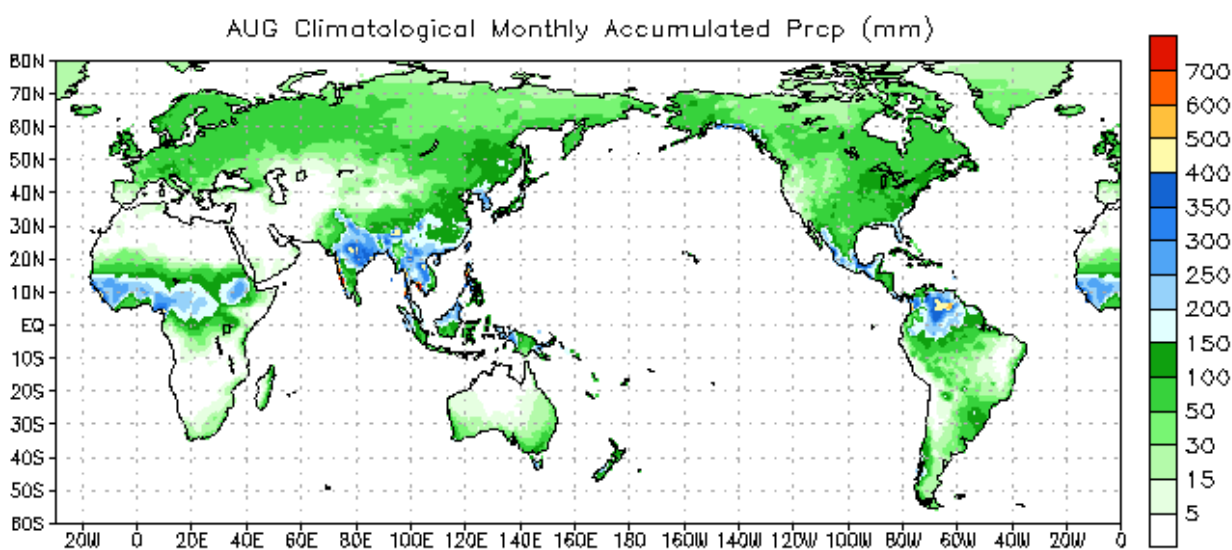 AUG Climatological Monthly Accumulated Prcp (mm)
80N
70N
60N
50N
40N
30N
20N
10N
EQ
10S
20S
30S
40S
50S
60S
20W 0 20E 40E 60E 80E 100E 120E 140E 160E 180 160W 140W 120W 100W 80W 60W 40W 20W 0
700
600
500
400
350
300
250
200
150
100
50
30
15
5